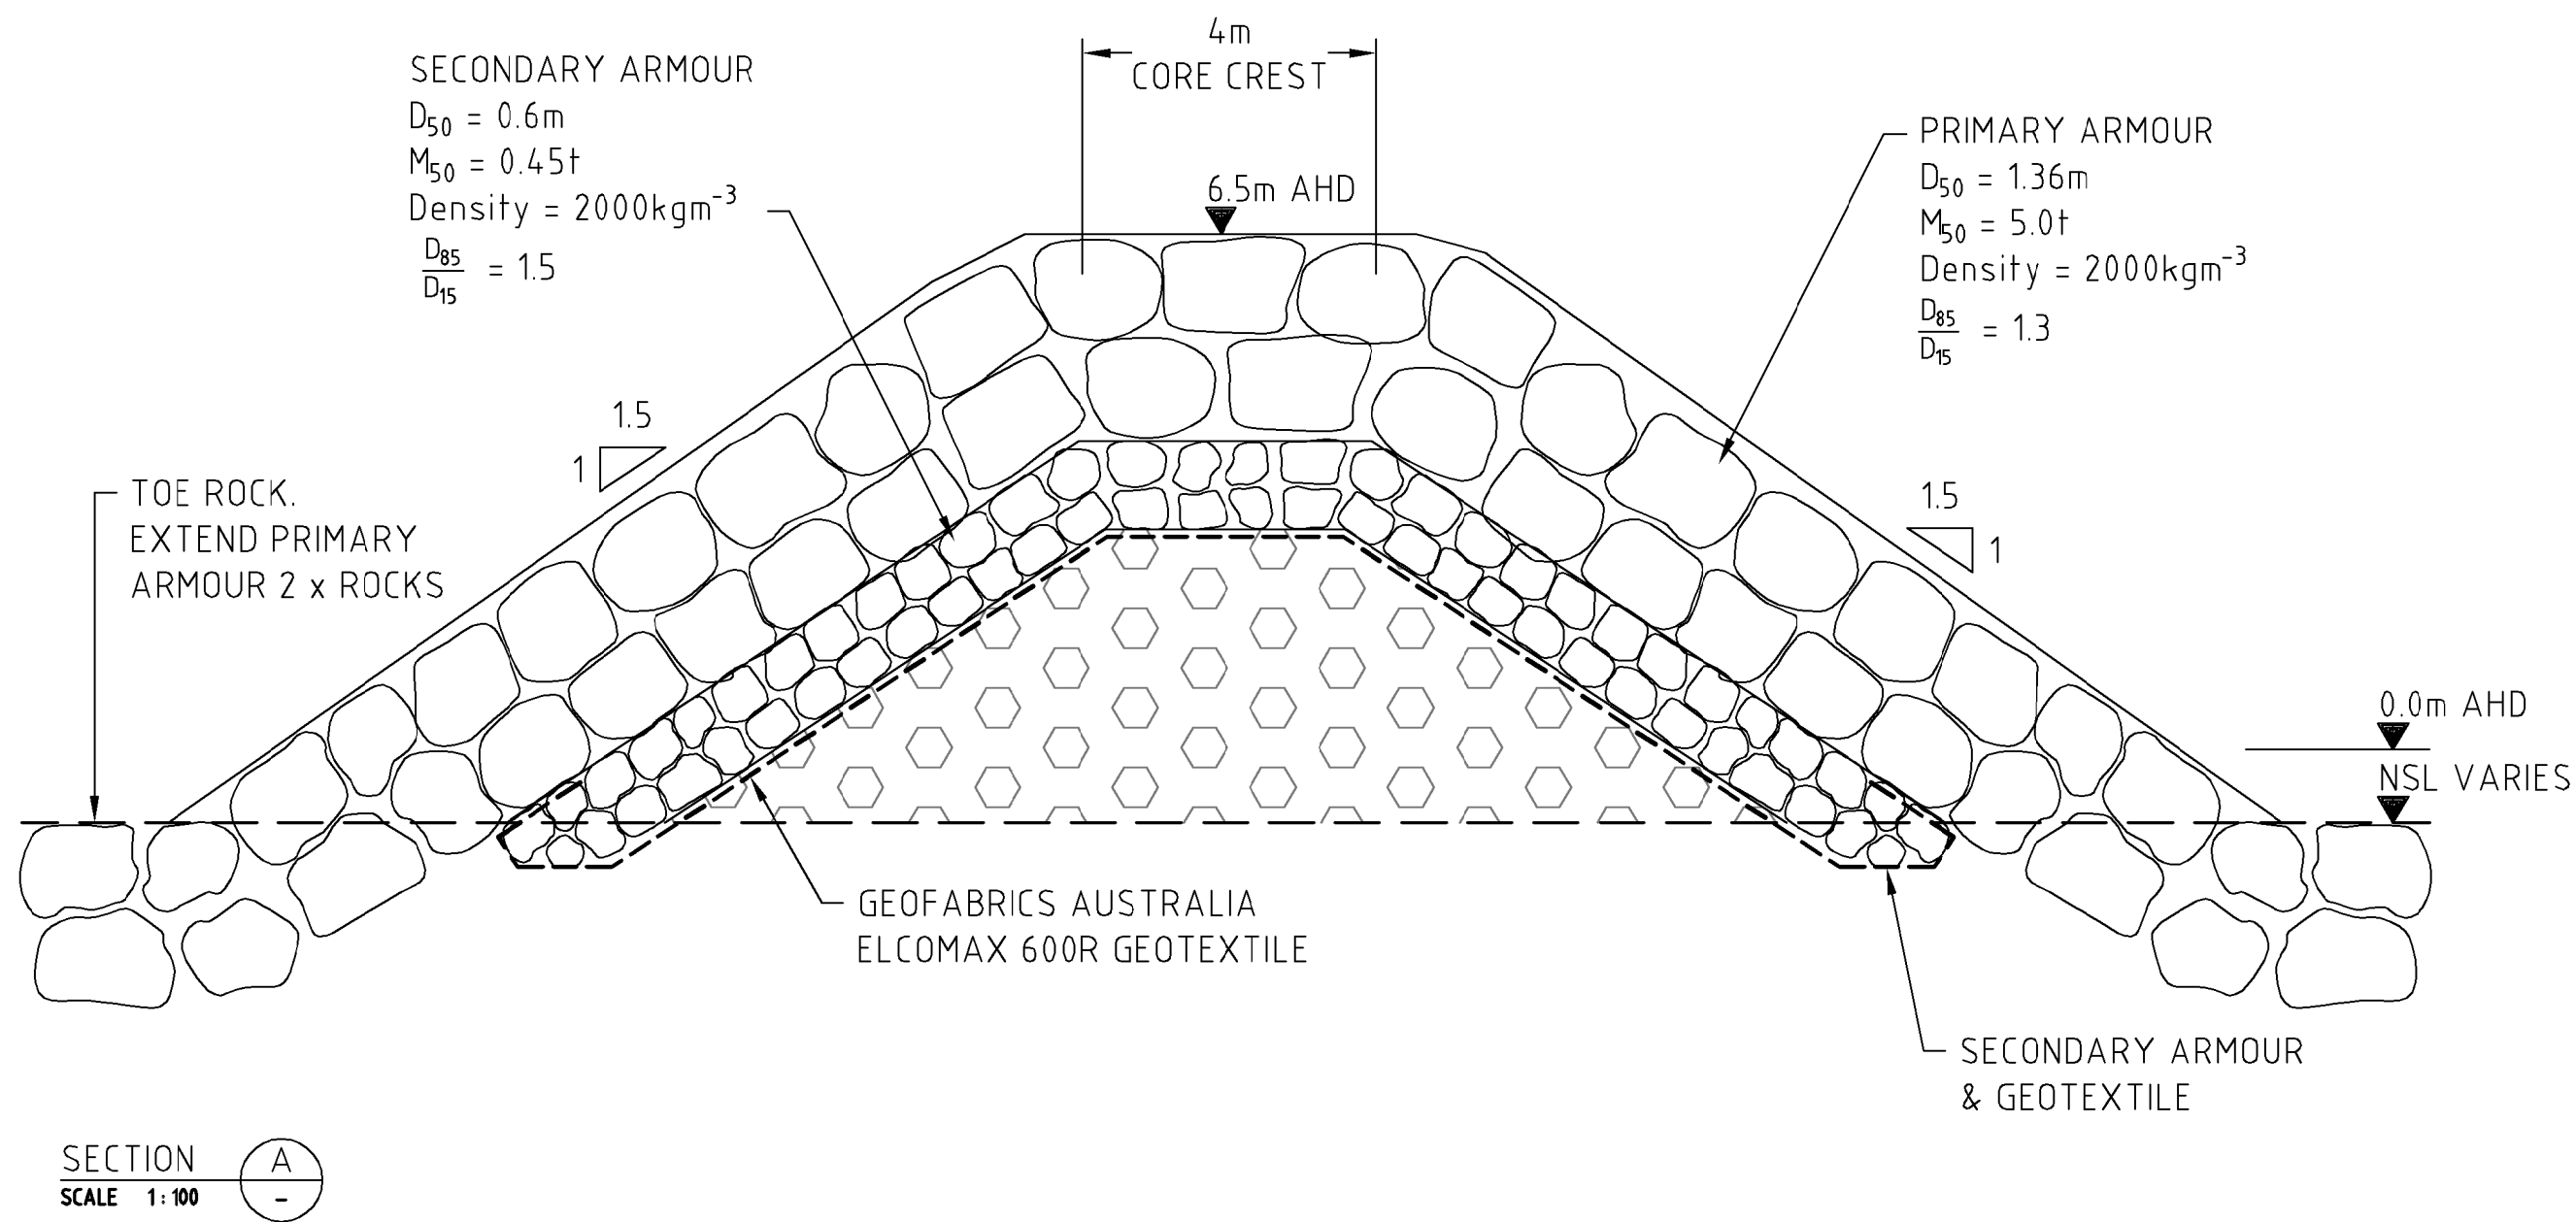 4m
CORE CREST
SECONDARY ARMOUR
D50 = 0.6m
M50 = 0.45t
Density = 2000kgm-3
D85
D15
= 1.5
6.5m AHD
PRIMARY ARMOUR
D50 = 1.36m
M50 = 5.0t
Density = 2000kgm-3
D85
D15
= 1.3
1.5
1
TOE ROCK.
EXTEND PRIMARY
ARMOUR 2 x ROCKS
1.5
1
0.0m AHD
NSL VARIES
GEOFABRICS AUSTRALIA
ELCOMAX 600R GEOTEXTILE
SECONDARY ARMOUR
& GEOTEXTILE
SECTION
A
SCALE 1:100
-